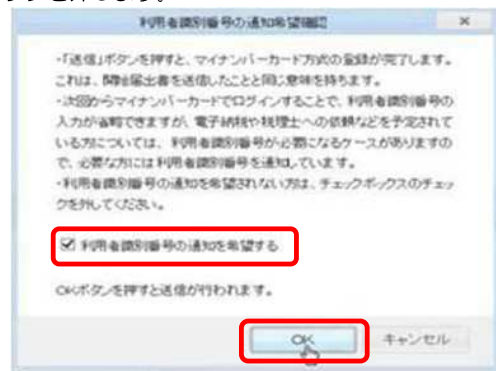 ンを押します。
利用者識別番号の通知希望確認
・「送信」ボタンを押すと、マイナンバーカード方式の登録が完了します。
これは、開始届出書を送信したことと同じ意味を持ちます。
・次回からマイナンバーカードでログインすることで、利用者識別番号の
入力が省略できますが、電子納税や税理士への依頼などを予定されて
いる方については、利用者識別番号が必要になるケースがありますの
で、必要な方には利用者識別番号を通知しています。
・利用者識別番号の通知を希望されない方は、チェックボックスのチェッ
クを外してください。
利用者識別番号の通知を希望する
OKボタンを押すと送信が行われます。
OK キャンセル